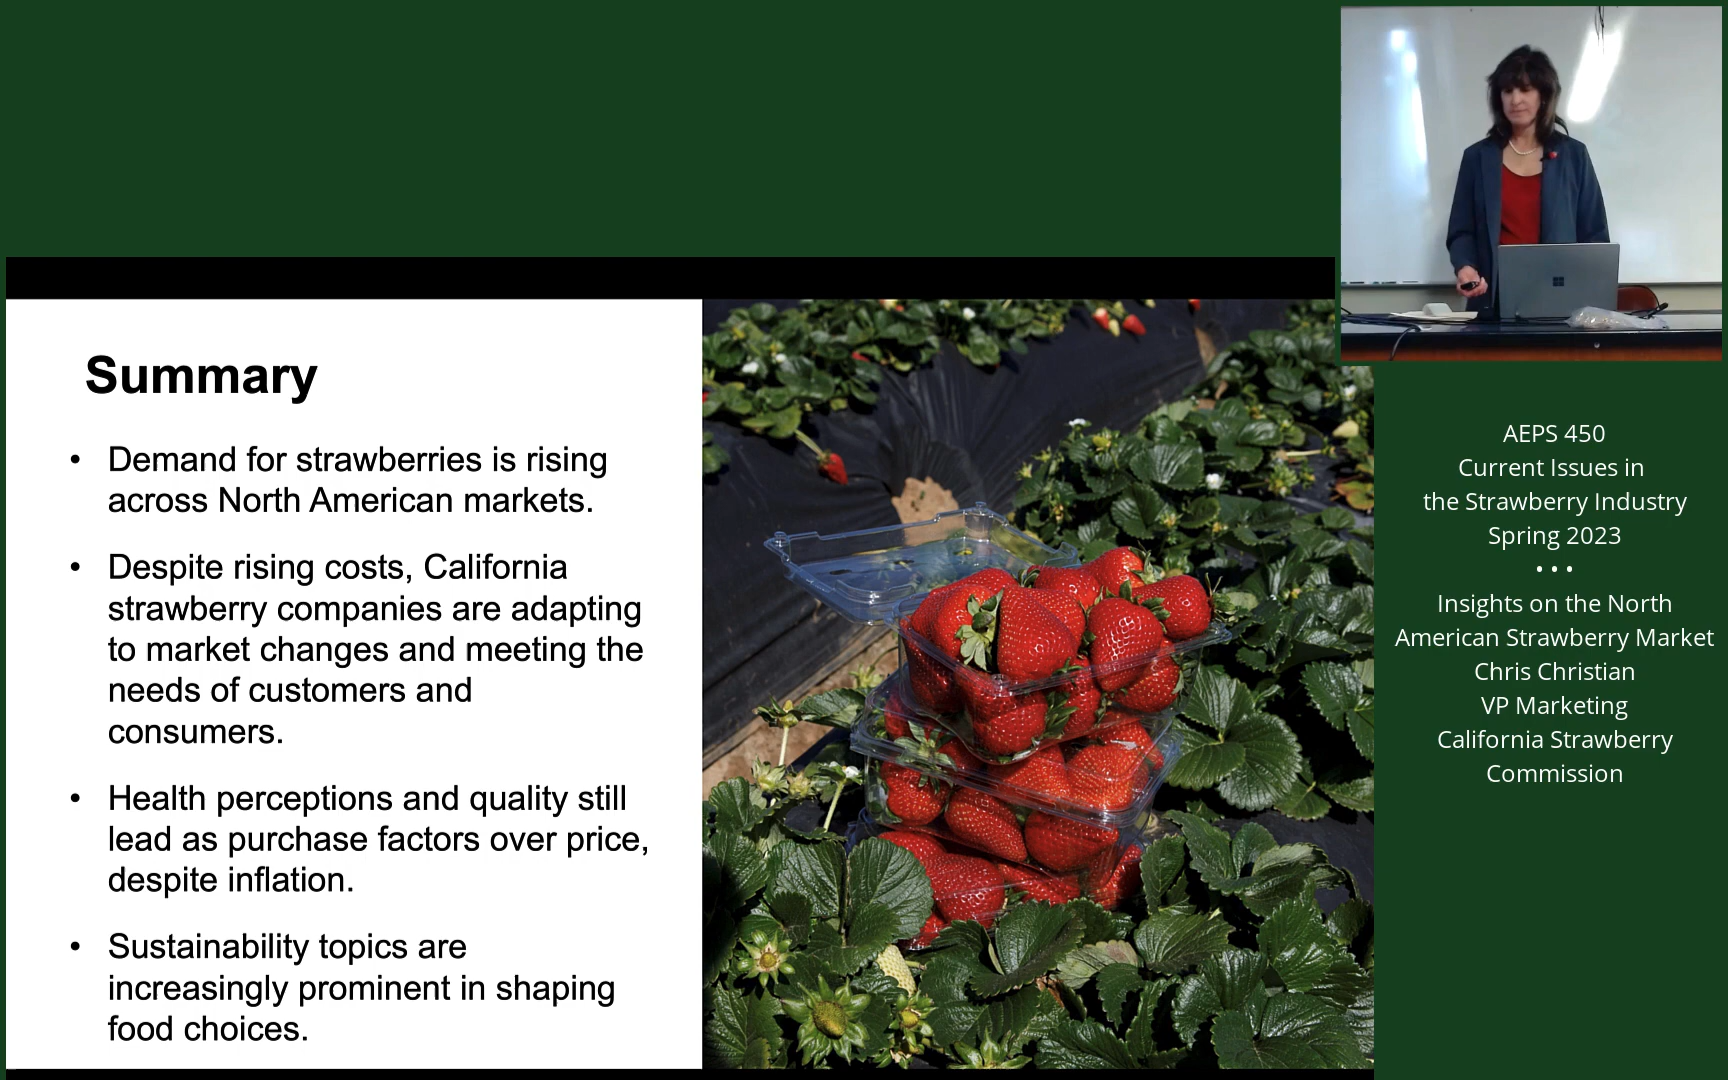 Summary
• Demand for strawberries is rising
across North American markets.
• Despite rising costs, California
strawberry companies are adapting
to market changes and meeting the
needs of customers and
consumers.
• Health perceptions and quality still
lead as purchase factors over price,
despite inflation.
• Sustainability topics are
increasingly prominent in shaping
food choices.
AEPS 450
Current Issues in
the Strawberry Industry
Spring 2023
• • •
Insights on the North
American Strawberry Market
Chris Christian
VP Marketing
California Strawberry
Commission